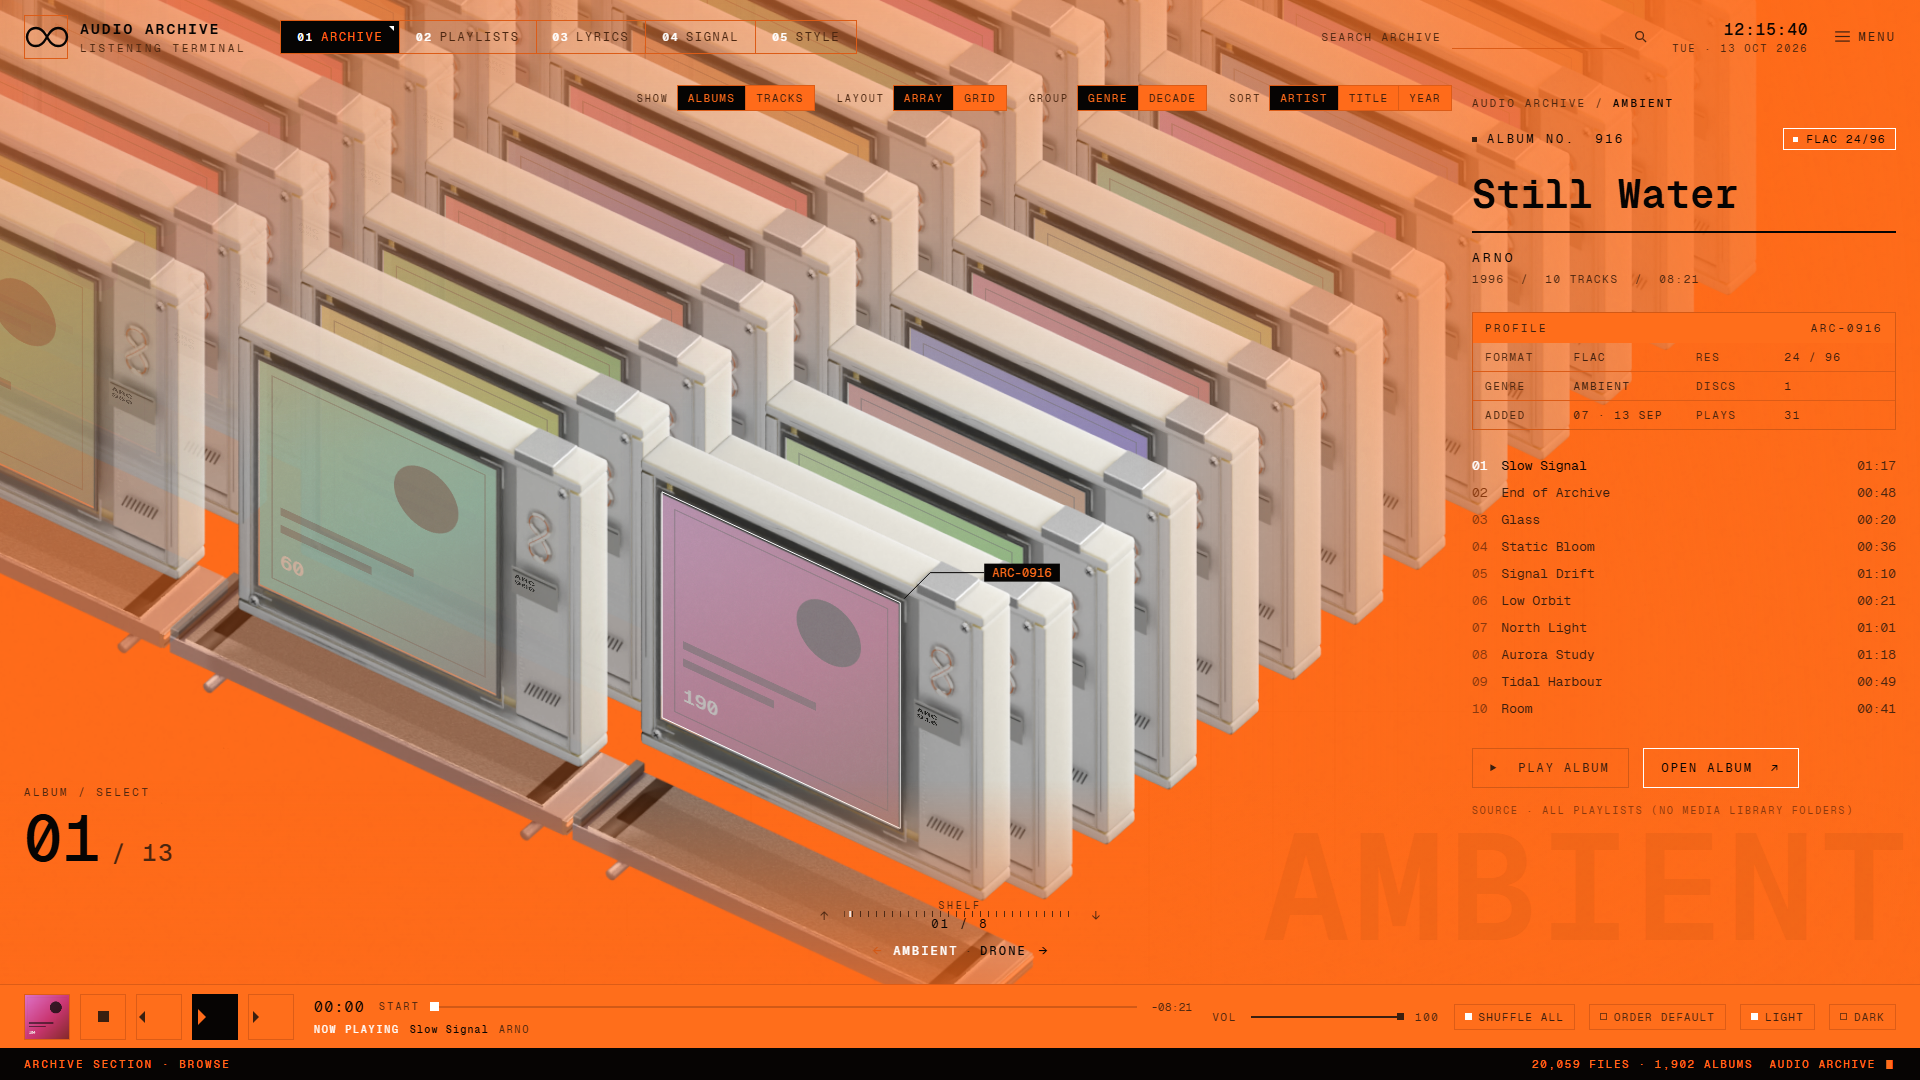 AUDIO ARCHIVE
LISTENING TERMINAL
01 ARCHIVE
02 PLAYLISTS
03 LYRICS
04 SIGNAL
05 STYLE
SEARCH ARCHIVE
12:15:40
TUE · 13 OCT 2026
MENU
SHOW ALBUMS TRACKS
LAYOUT ARRAY GRID
GROUP GENRE DECADE
SORT ARTIST TITLE YEAR
AUDIO ARCHIVE / AMBIENT
ALBUM NO. 916
FLAC 24/96
Still Water
ARNO
1996 / 10 TRACKS / 08:21
PROFILE ARC-0916
FORMAT FLAC RES 24 / 96
GENRE AMBIENT DISCS 1
ADDED 07 · 13 SEP PLAYS 31
01 Slow Signal 01:17
02 End of Archive 00:48
03 Glass 00:20
04 Static Bloom 00:36
05 Signal Drift 01:10
06 Low Orbit 00:21
07 North Light 01:01
08 Aurora Study 01:18
09 Tidal Harbour 00:49
10 Room 00:41
PLAY ALBUM
OPEN ALBUM
SOURCE · ALL PLAYLISTS (NO MEDIA LIBRARY FOLDERS)
AMBIENT
60
ARC
190
ARC
916
ARC-0916
ALBUM / SELECT
01 / 13
SHELF
01 / 8
AMBIENT · DRONE
00:00 START -08:21
NOW PLAYING Slow Signal ARNO
VOL 100
SHUFFLE ALL
ORDER DEFAULT
LIGHT
DARK
ARCHIVE SECTION · BROWSE
20,059 FILES · 1,902 ALBUMS AUDIO ARCHIVE